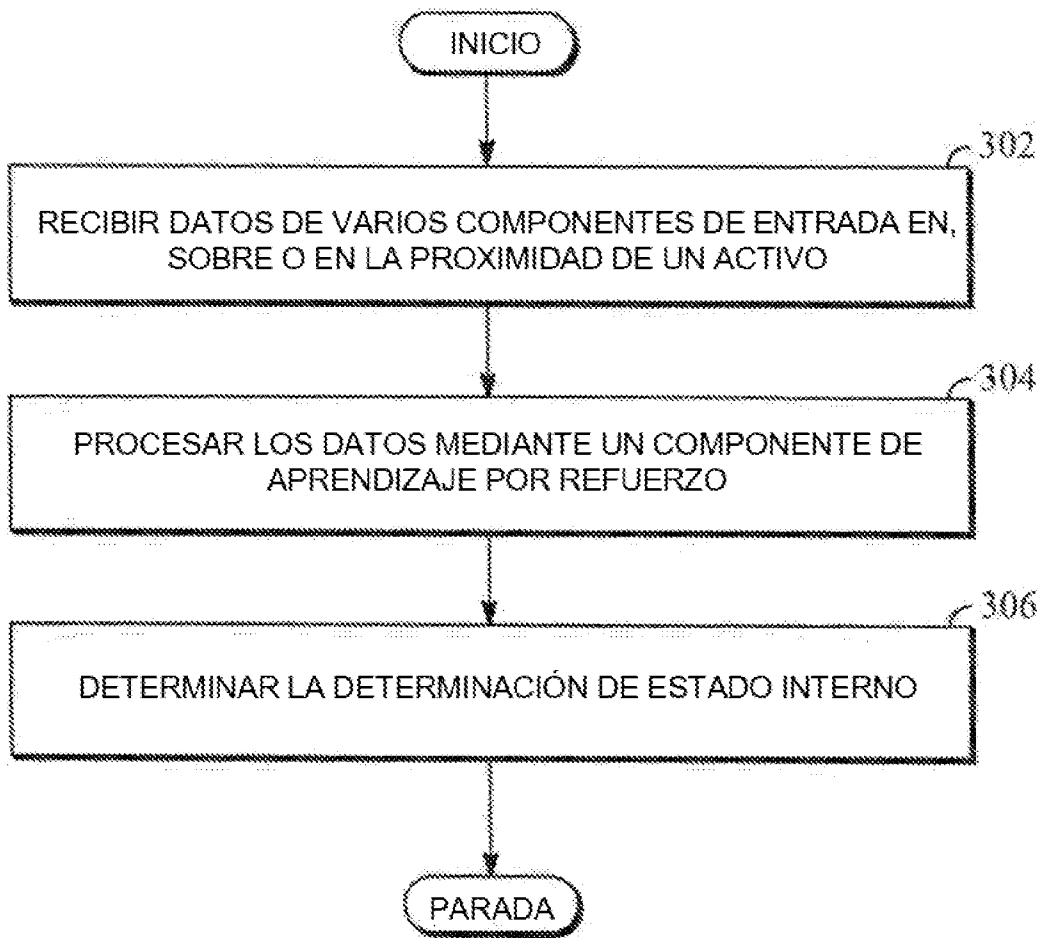 INICIO
302
RECIBIR DATOS DE VARIOS COMPONENTES DE ENTRADA EN,
SOBRE O EN LA PROXIMIDAD DE UN ACTIVO
304
PROCESAR LOS DATOS MEDIANTE UN COMPONENTE DE
APRENDIZAJE POR REFUERZO
306
DETERMINAR LA DETERMINACIÓN DE ESTADO INTERNO
PARADA